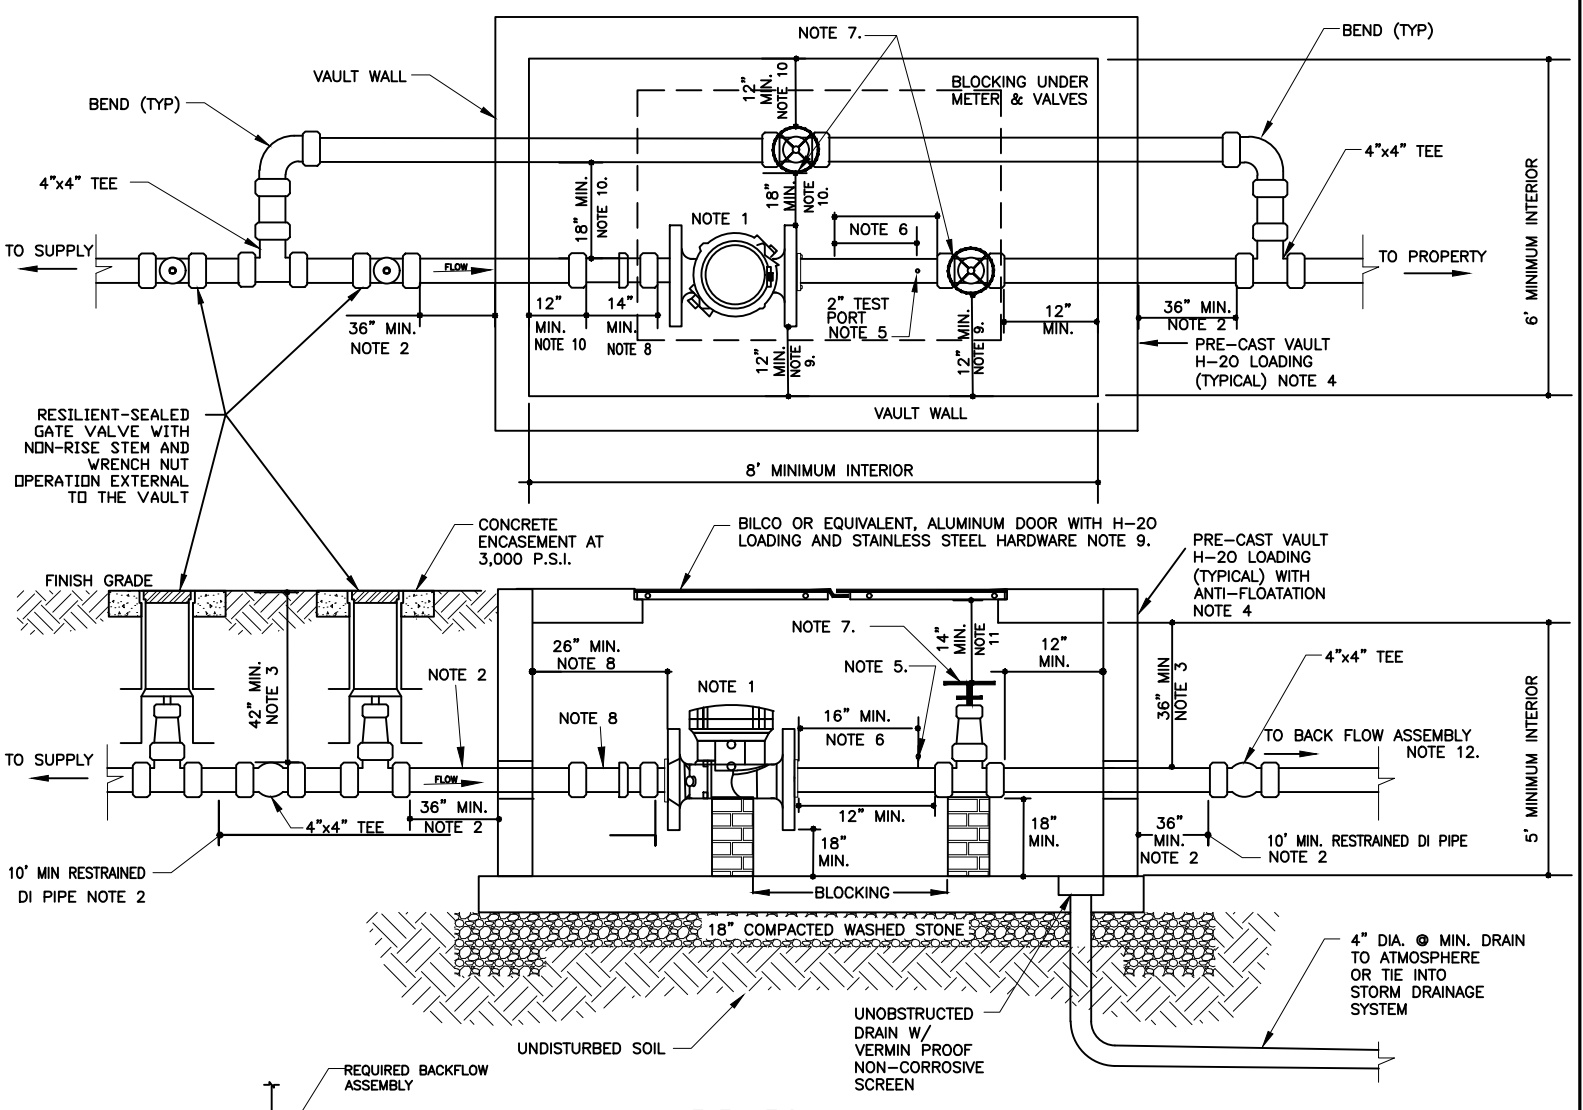 NOTE 7.
BEND (TYP)
VAULT WALL
BEND (TYP)
12" MIN.
NOTE 10
BLOCKING UNDER
METER & VALVES
4"x4" TEE
4"x4" TEE
18" MIN.
NOTE 10.
18" MIN.
NOTE 10.
NOTE 1
NOTE 6
6' MINIMUM INTERIOR
TO SUPPLY
FLOW
TO PROPERTY
36" MIN.
NOTE 2
12"
MIN.
NOTE 10
14"
MIN.
NOTE 8
2" TEST
PORT
NOTE 5
12"
MIN.
36" MIN.
NOTE 2
12" MIN.
NOTE 9.
12" MIN.
NOTE 9.
PRE-CAST VAULT
H-20 LOADING
(TYPICAL) NOTE 4
VAULT WALL
RESILIENT-SEALED
GATE VALVE WITH
NON-RISE STEM AND
WRENCH NUT
OPERATION EXTERNAL
TO THE VAULT
8' MINIMUM INTERIOR
CONCRETE
ENCASEMENT AT
3,000 P.S.I.
BILCO OR EQUIVALENT, ALUMINUM DOOR WITH H-20
LOADING AND STAINLESS STEEL HARDWARE NOTE 9.
PRE-CAST VAULT
H-20 LOADING
(TYPICAL) WITH
ANTI-FLOATATION
NOTE 4
FINISH GRADE
42" MIN.
NOTE 3
NOTE 2
26" MIN.
NOTE 8
NOTE 7.
14"
MIN.
NOTE
11
12"
MIN.
NOTE 5.
36" MIN
NOTE 3
4"x4" TEE
NOTE 1
NOTE 8
16" MIN.
NOTE 6
5' MINIMUM INTERIOR
TO SUPPLY
FLOW
TO BACK FLOW ASSEMBLY
NOTE 12.
36" MIN.
NOTE 2
4"x4" TEE
12" MIN.
18"
MIN.
18"
MIN.
36"
MIN.
NOTE 2
10' MIN. RESTRAINED DI PIPE
NOTE 2
10' MIN RESTRAINED
DI PIPE NOTE 2
BLOCKING
18" COMPACTED WASHED STONE
4" DIA. @ MIN. DRAIN
TO ATMOSPHERE
OR TIE INTO
STORM DRAINAGE
SYSTEM
UNDISTURBED SOIL
UNOBSTRUCTED
DRAIN W/
VERMIN PROOF
NON-CORROSIVE
SCREEN
REQUIRED BACKFLOW
ASSEMBLY